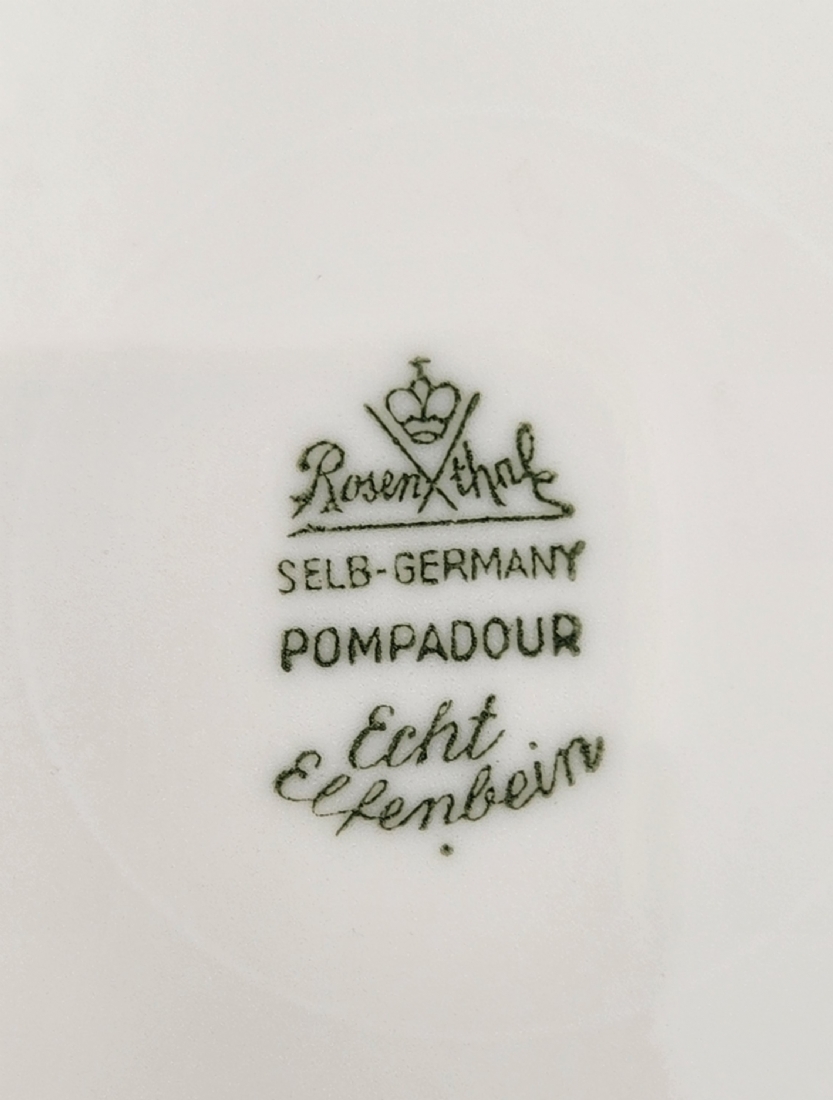 Rosenthal
SELB-GERMANY
POMPADOUR
Echt
Elfenbein